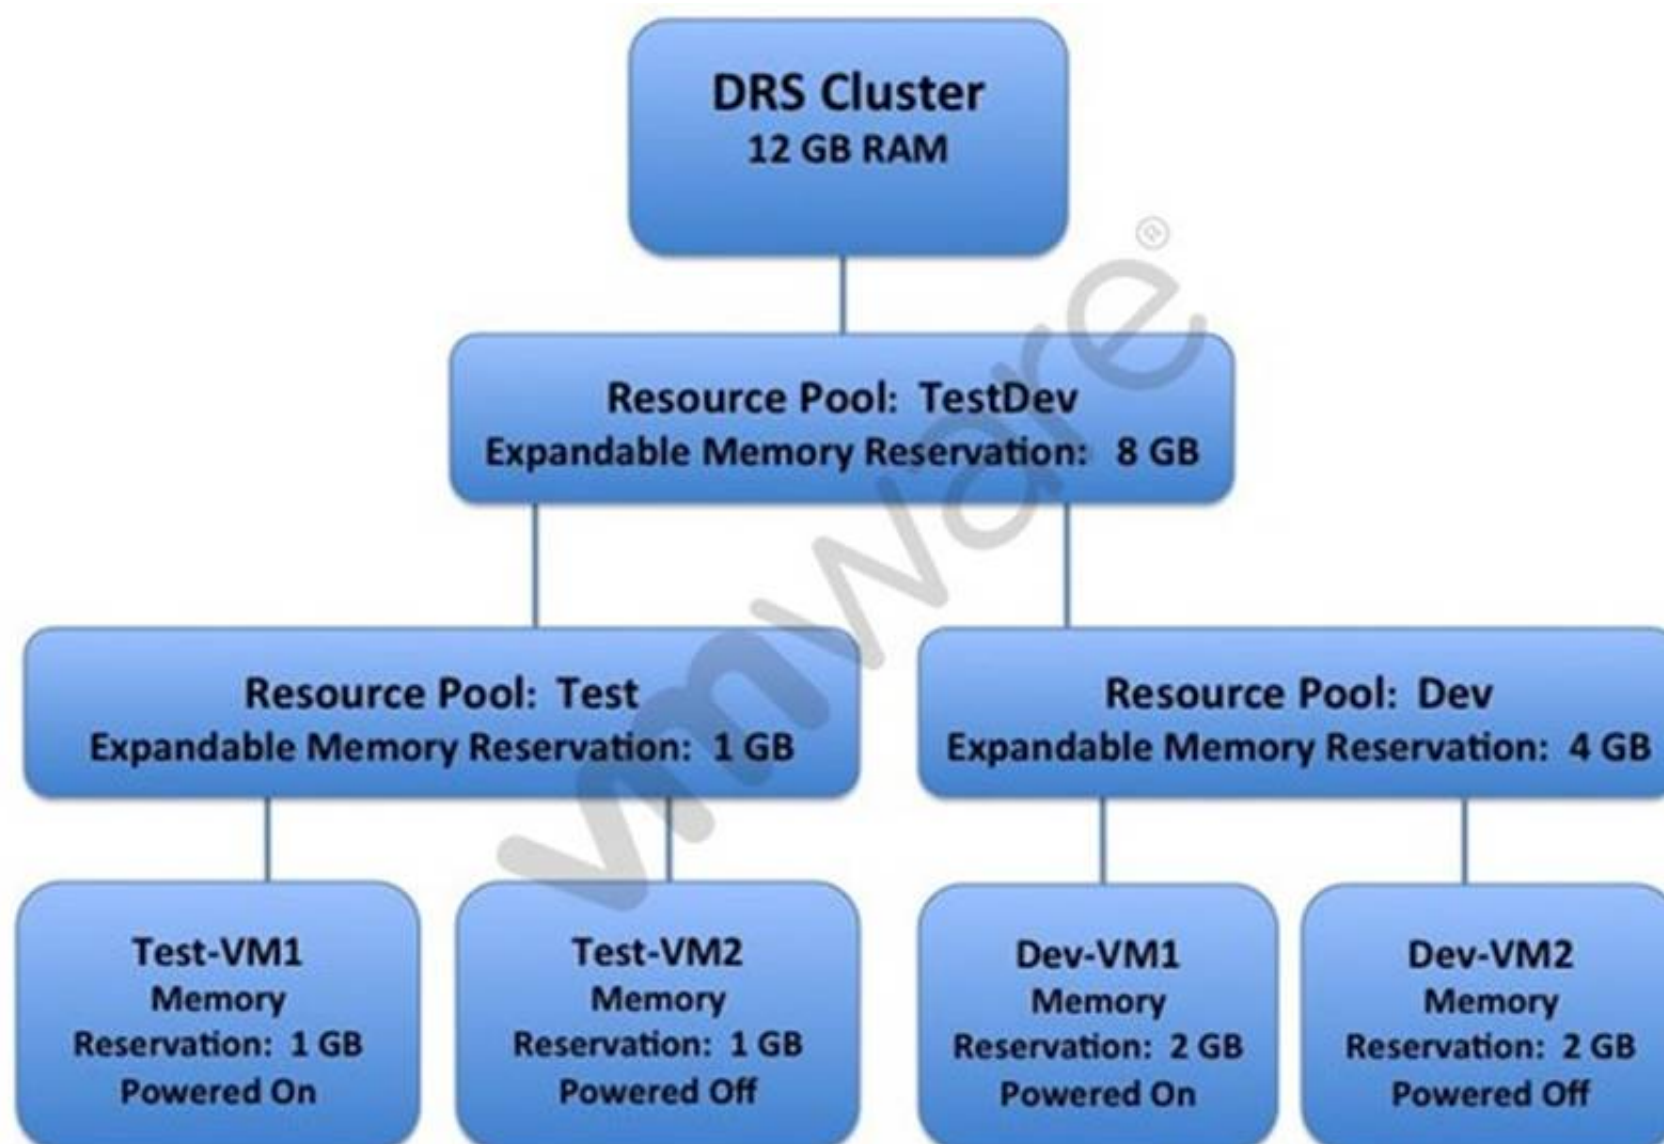 DRS Cluster
12 GB RAM
Resource Pool: TestDev
Expandable Memory Reservation: 8 GB
Resource Pool: Test
Expandable Memory Reservation: 1 GB
Resource Pool: Dev
Expandable Memory Reservation: 4 GB
Test-VM1
Memory
Reservation: 1 GB
Powered On
Test-VM2
Memory
Reservation: 1 GB
Powered Off
Dev-VM1
Memory
Reservation: 2 GB
Powered On
Dev-VM2
Memory
Reservation: 2 GB
Powered Off
vmware®